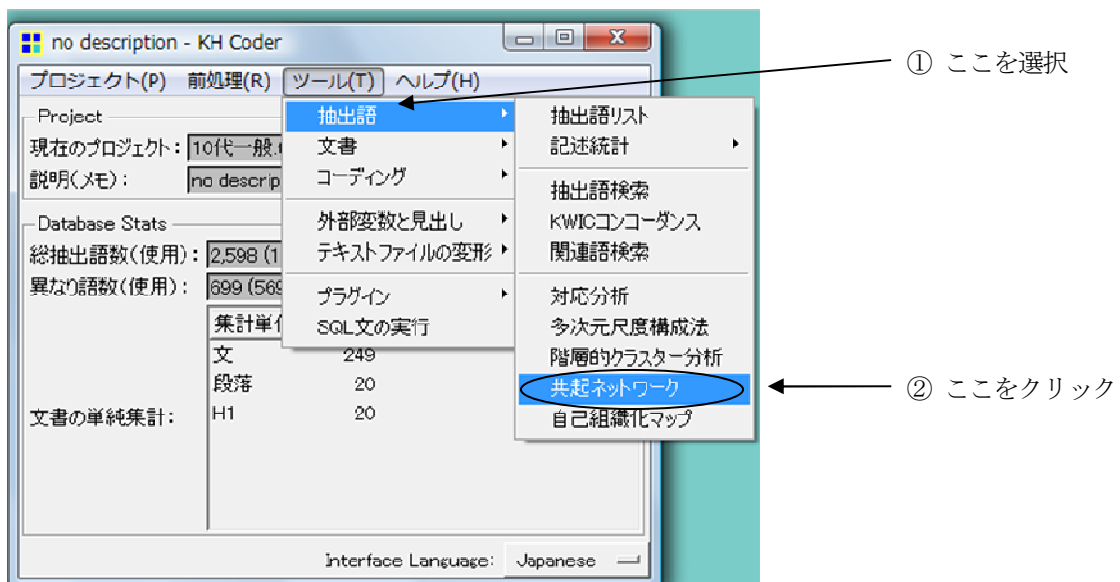 no description - KH Coder
① ここを選択
プロジェクト(P) 前処理(R) ツール(T) ヘルプ(H)
Project
現在のプロジェクト: 10代一般.
説明(メモ): no descrip
Database Stats
総抽出語数(使用): 2,598 (1
異なり語数(使用): 699 (569
集計単
文 249
段落 20
文書の単純集計: H1 20
抽出語
文書
コーディング
外部変数と見出し
テキストファイルの変形
プラグイン
SQL文の実行
抽出語リスト
記述統計
抽出語検索
KWICコンコーダンス
関連語検索
対応分析
多次元尺度構成法
階層的クラスター分析
共起ネットワーク
自己組織化マップ
② ここをクリック
Interface Language: Japanese